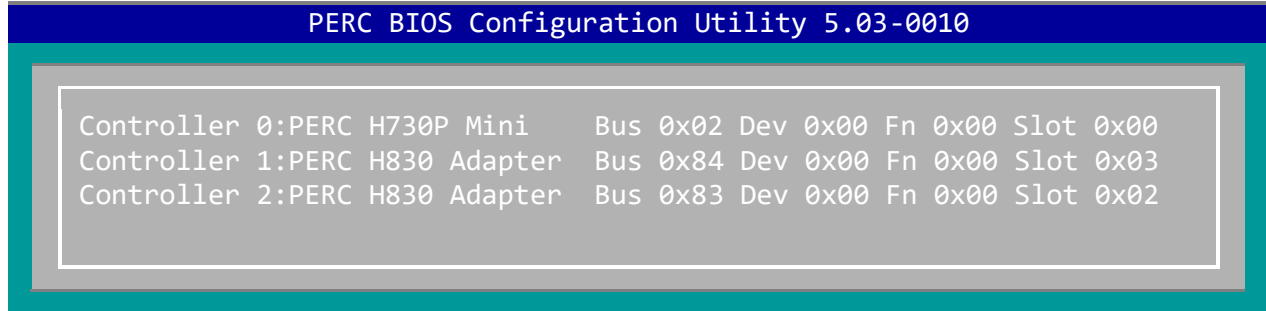 PERC BIOS Configuration Utility 5.03-0010
Controller 0:PERC H730P Mini    Bus 0x02 Dev 0x00 Fn 0x00 Slot 0x00
Controller 1:PERC H830 Adapter  Bus 0x84 Dev 0x00 Fn 0x00 Slot 0x03
Controller 2:PERC H830 Adapter  Bus 0x83 Dev 0x00 Fn 0x00 Slot 0x02